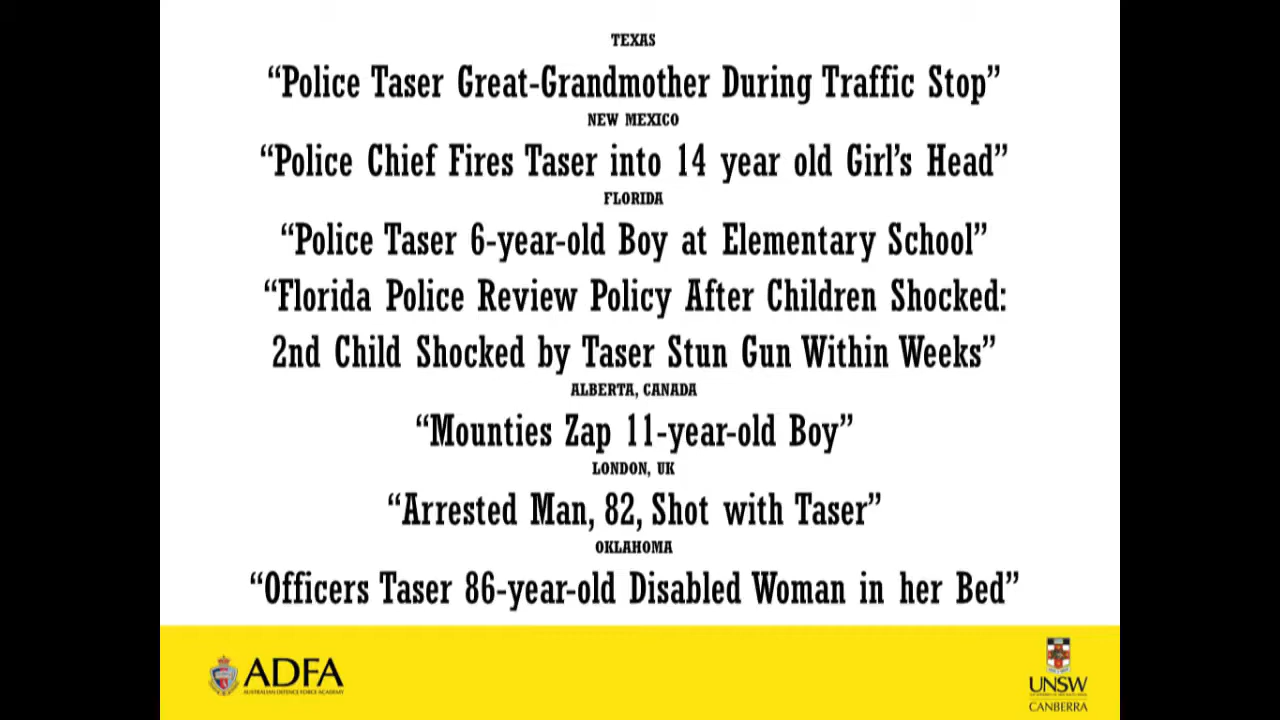 TEXAS
“Police Taser Great-Grandmother During Traffic Stop”
NEW MEXICO
“Police Chief Fires Taser into 14 year old Girl’s Head”
FLORIDA
“Police Taser 6-year-old Boy at Elementary School”
“Florida Police Review Policy After Children Shocked:
2nd Child Shocked by Taser Stun Gun Within Weeks”
ALBERTA, CANADA
“Mounties Zap 11-year-old Boy”
LONDON, UK
“Arrested Man, 82, Shot with Taser”
OKLAHOMA
“Officers Taser 86-year-old Disabled Woman in her Bed”
ADFA
AUSTRALIAN DEFENCE FORCE ACADEMY
UNSW
CANBERRA